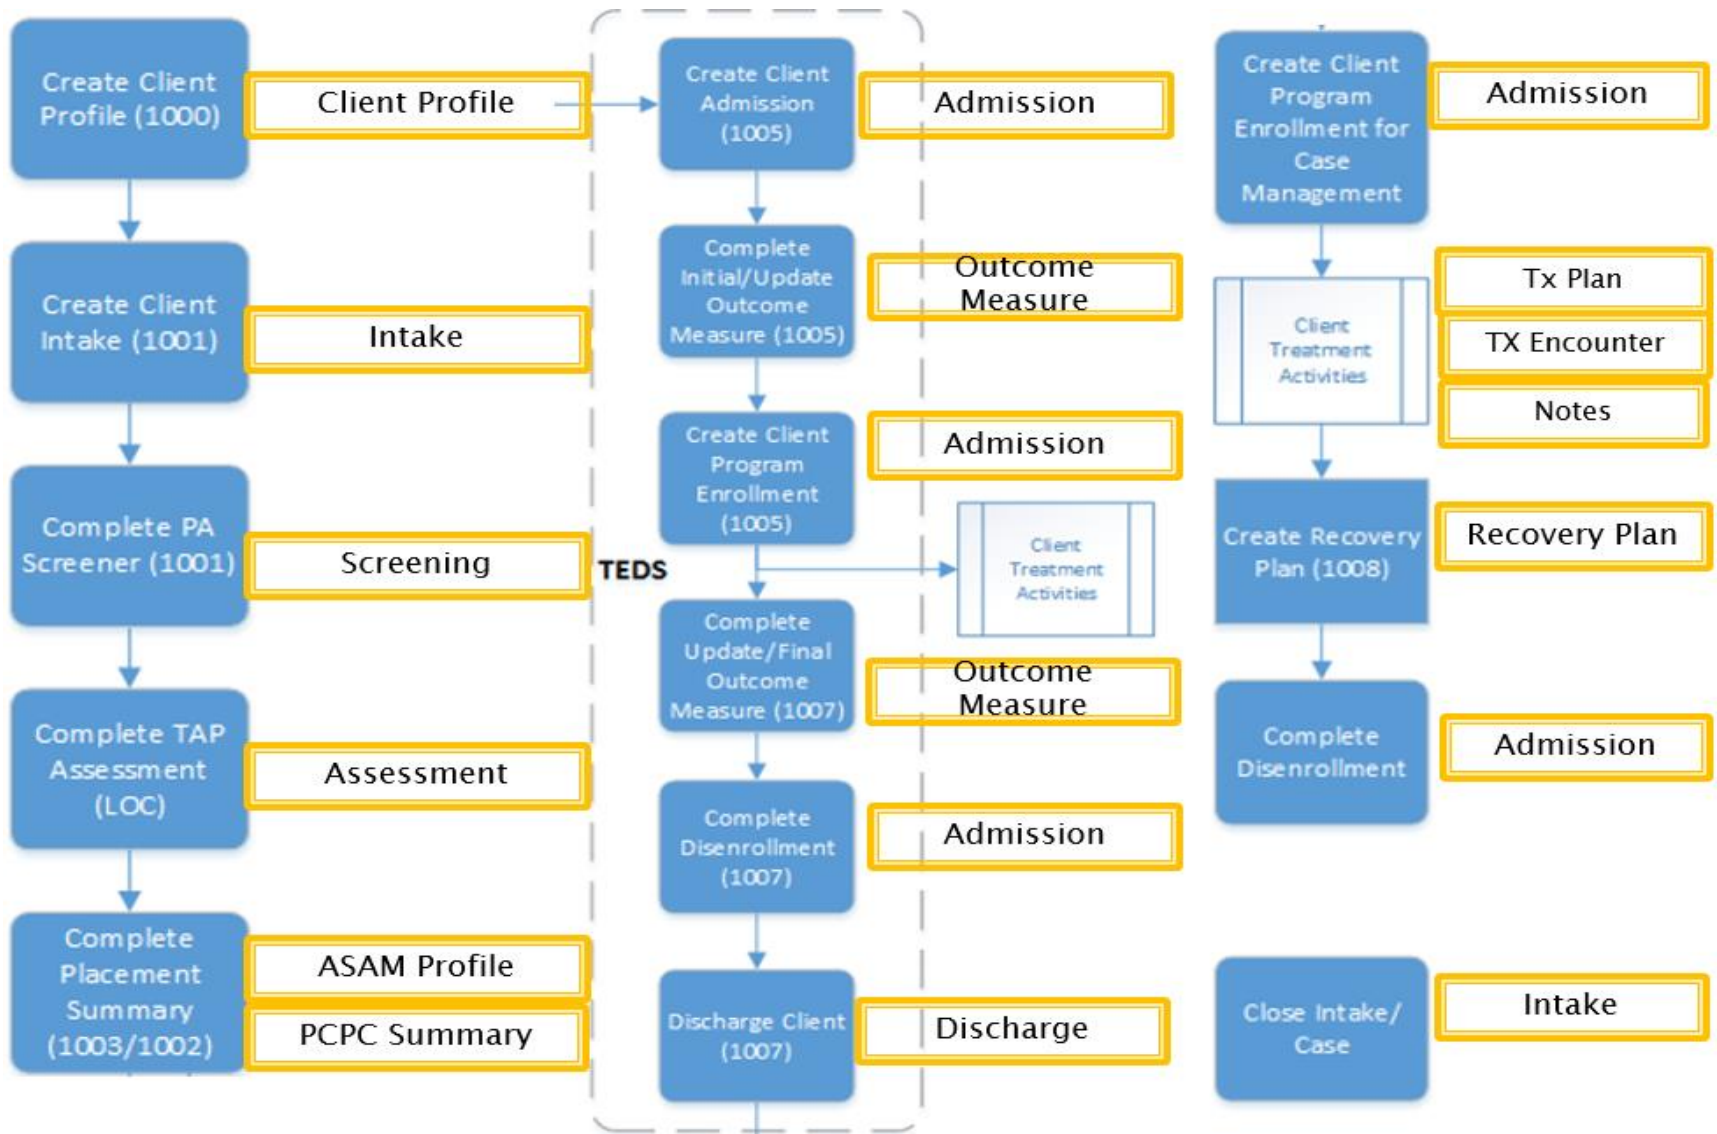 Create Client
Profile (1000)
Client Profile
Create Client
Intake (1001)
Intake
Complete PA
Screener (1001)
Screening
Complete TAP
Assessment
(LOC)
Assessment
Complete
Placement
Summary
(1003/1002)
ASAM Profile
PCPC Summary
TEDS
Create Client
Admission
(1005)
Admission
Complete
Initial/Update
Outcome
Measure (1005)
Outcome
Measure
Create Client
Program
Enrollment
(1005)
Admission
Client
Treatment
Activities
Complete
Update/Final
Outcome
Measure (1007)
Outcome
Measure
Complete
Disenrollment
(1007)
Admission
Discharge Client
(1007)
Discharge
Create Client
Program
Enrollment for
Case
Management
Admission
Client
Treatment
Activities
Tx Plan
TX Encounter
Notes
Create Recovery
Plan (1008)
Recovery Plan
Complete
Disenrollment
Admission
Close Intake/
Case
Intake